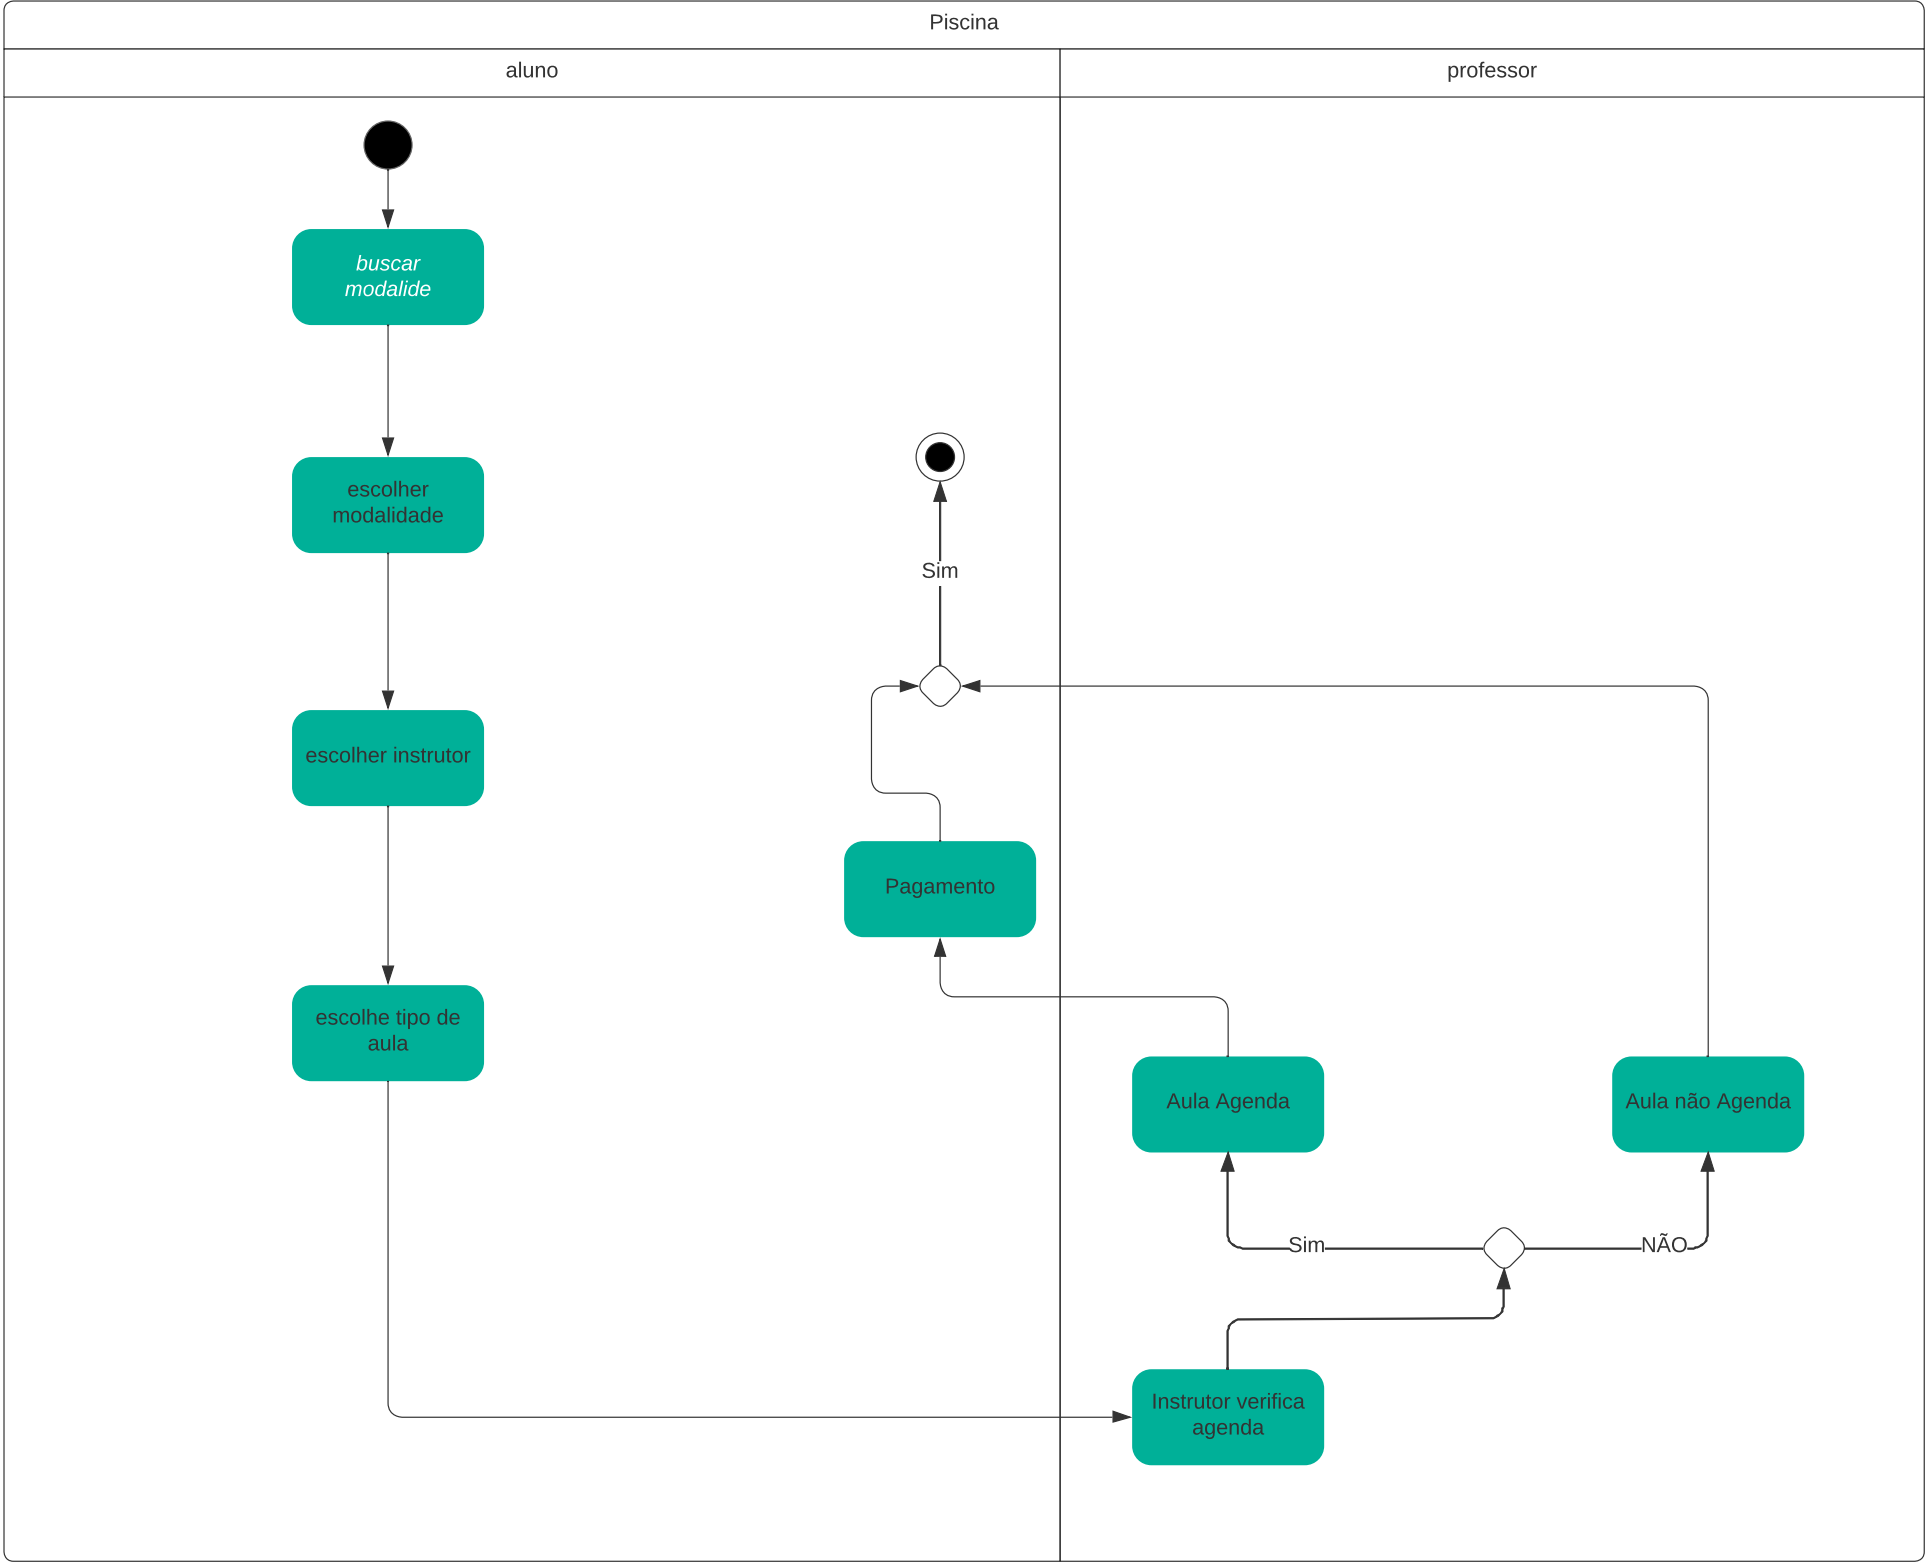 Piscina
aluno
professor
buscar
modalide
escolher
modalidade
Sim
escolher instrutor
Pagamento
escolhe tipo de
aula
Aula Agenda
Aula não Agenda
Sim
NÃO
Instrutor verifica
agenda